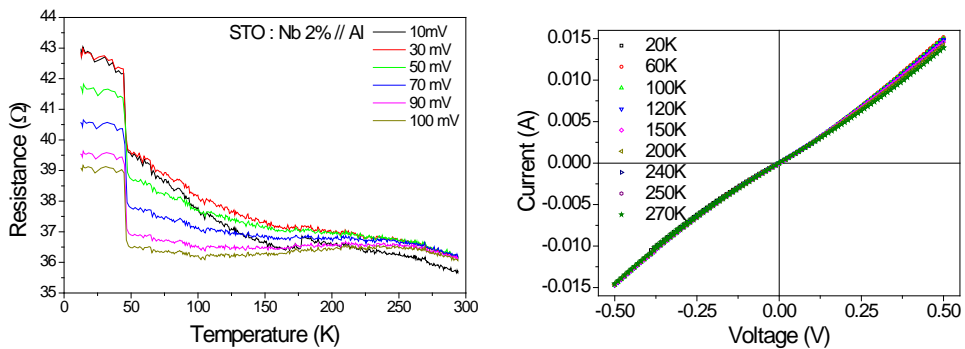 STO : Nb 2% // Al
10mV
30 mV
50 mV
70 mV
90 mV
100 mV
44
43
42
41
40
39
38
37
36
35
Resistance (Ω)
0 50 100 150 200 250 300
Temperature (K)
0.015
0.010
0.005
0.000
-0.005
-0.010
-0.015
Current (A)
20K
60K
100K
120K
150K
200K
240K
250K
270K
-0.50 -0.25 0.00 0.25 0.50
Voltage (V)